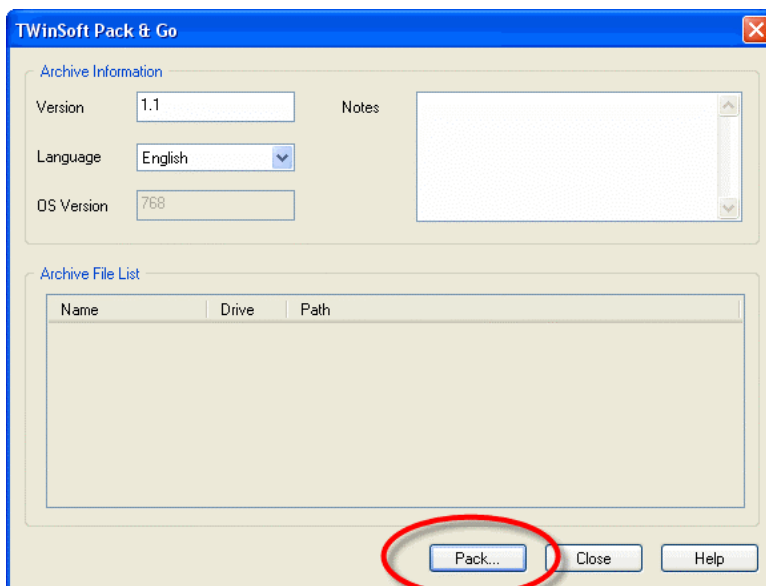 TWinSoft Pack & Go
Archive Information
Version 1.1 Notes
Language English
OS Version 768
Archive File List
Name Drive Path
Pack... Close Help